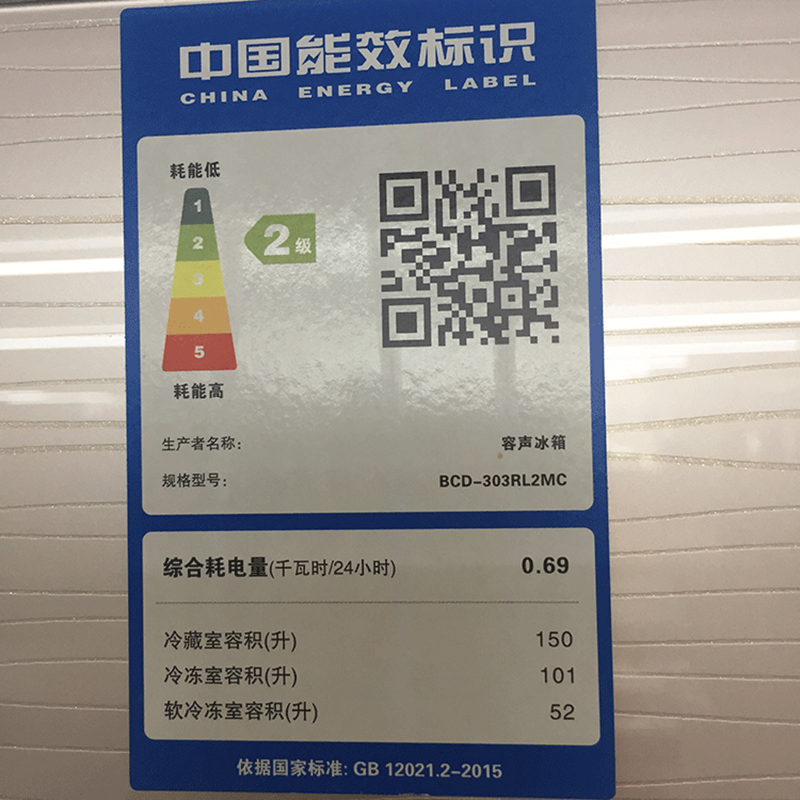 中国能效标识
CHINA ENERGY LABEL
耗能低
1
2
3
4
5
2级
耗能高
生产者名称: 容声冰箱
规格型号: BCD-303RL2MC
综合耗电量(千瓦时/24小时) 0.69
冷藏室容积(升) 150
冷冻室容积(升) 101
软冷冻室容积(升) 52
依据国家标准: GB 12021.2-2015